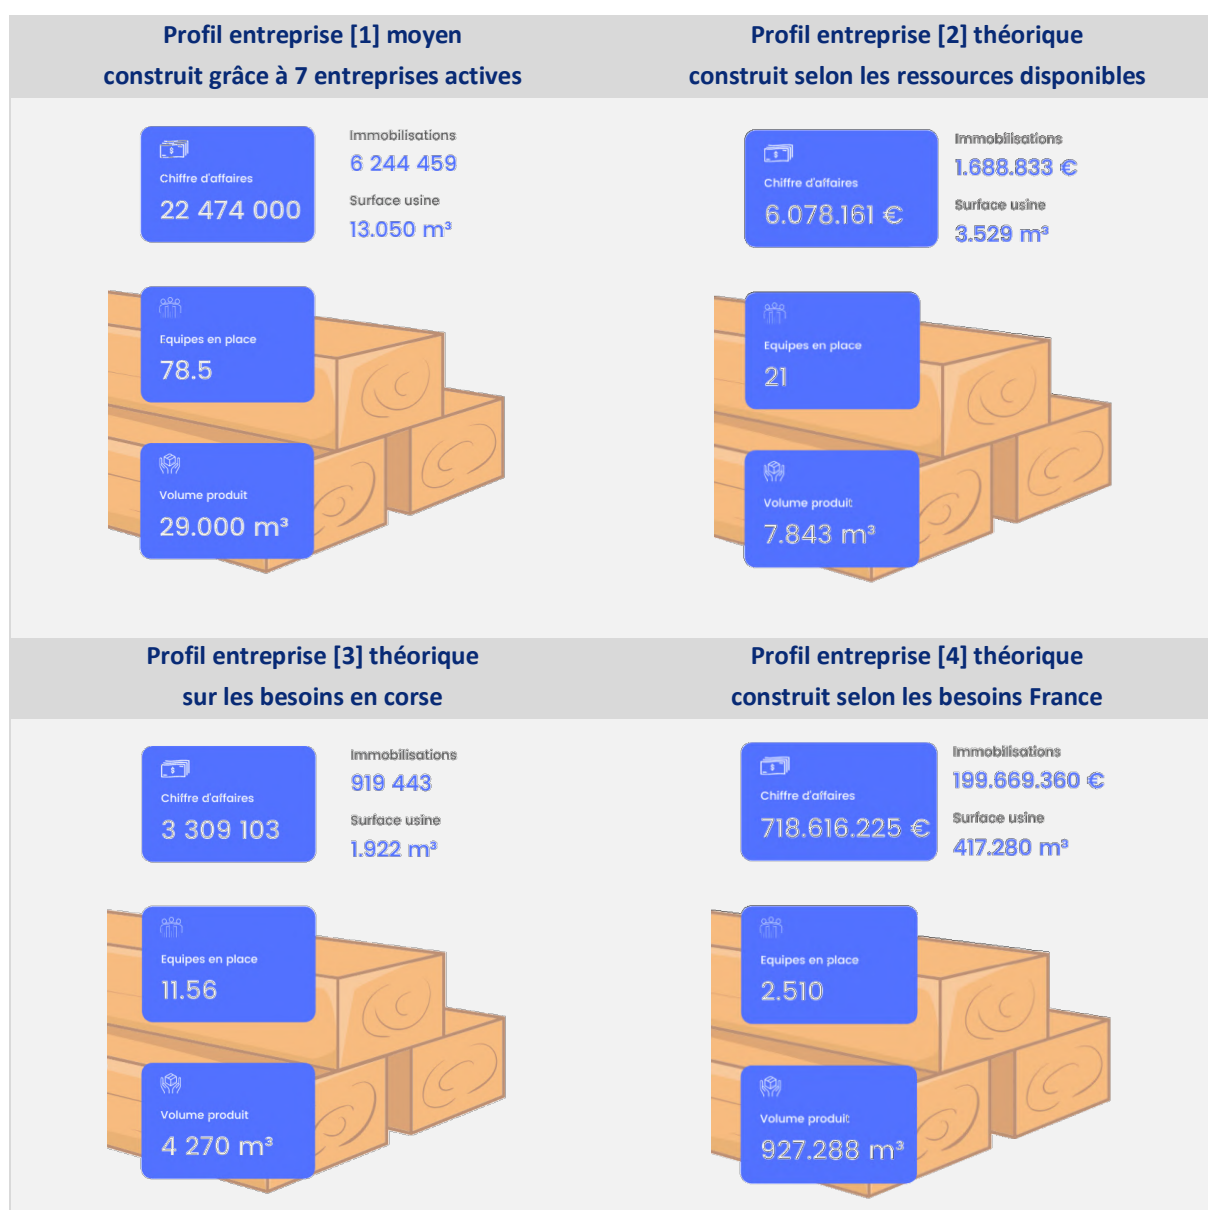 Profil entreprise [1] moyen
construit grâce à 7 entreprises actives
Chiffre d'affaires
22 474 000
Immobilisations
6 244 459
Surface usine
13.050 m³
Equipes en place
78.5
Volume produit
29.000 m³
Profil entreprise [2] théorique
construit selon les ressources disponibles
Chiffre d'affaires
6.078.161 €
Immobilisations
1.688.833 €
Surface usine
3.529 m³
Equipes en place
21
Volume produit
7.843 m³
Profil entreprise [3] théorique
sur les besoins en corse
Chiffre d'affaires
3 309 103
Immobilisations
919 443
Surface usine
1.922 m³
Equipes en place
11.56
Volume produit
4 270 m³
Profil entreprise [4] théorique
construit selon les besoins France
Chiffre d'affaires
718.616.225 €
Immobilisations
199.669.360 €
Surface usine
417.280 m³
Equipes en place
2.510
Volume produit
927.288 m³